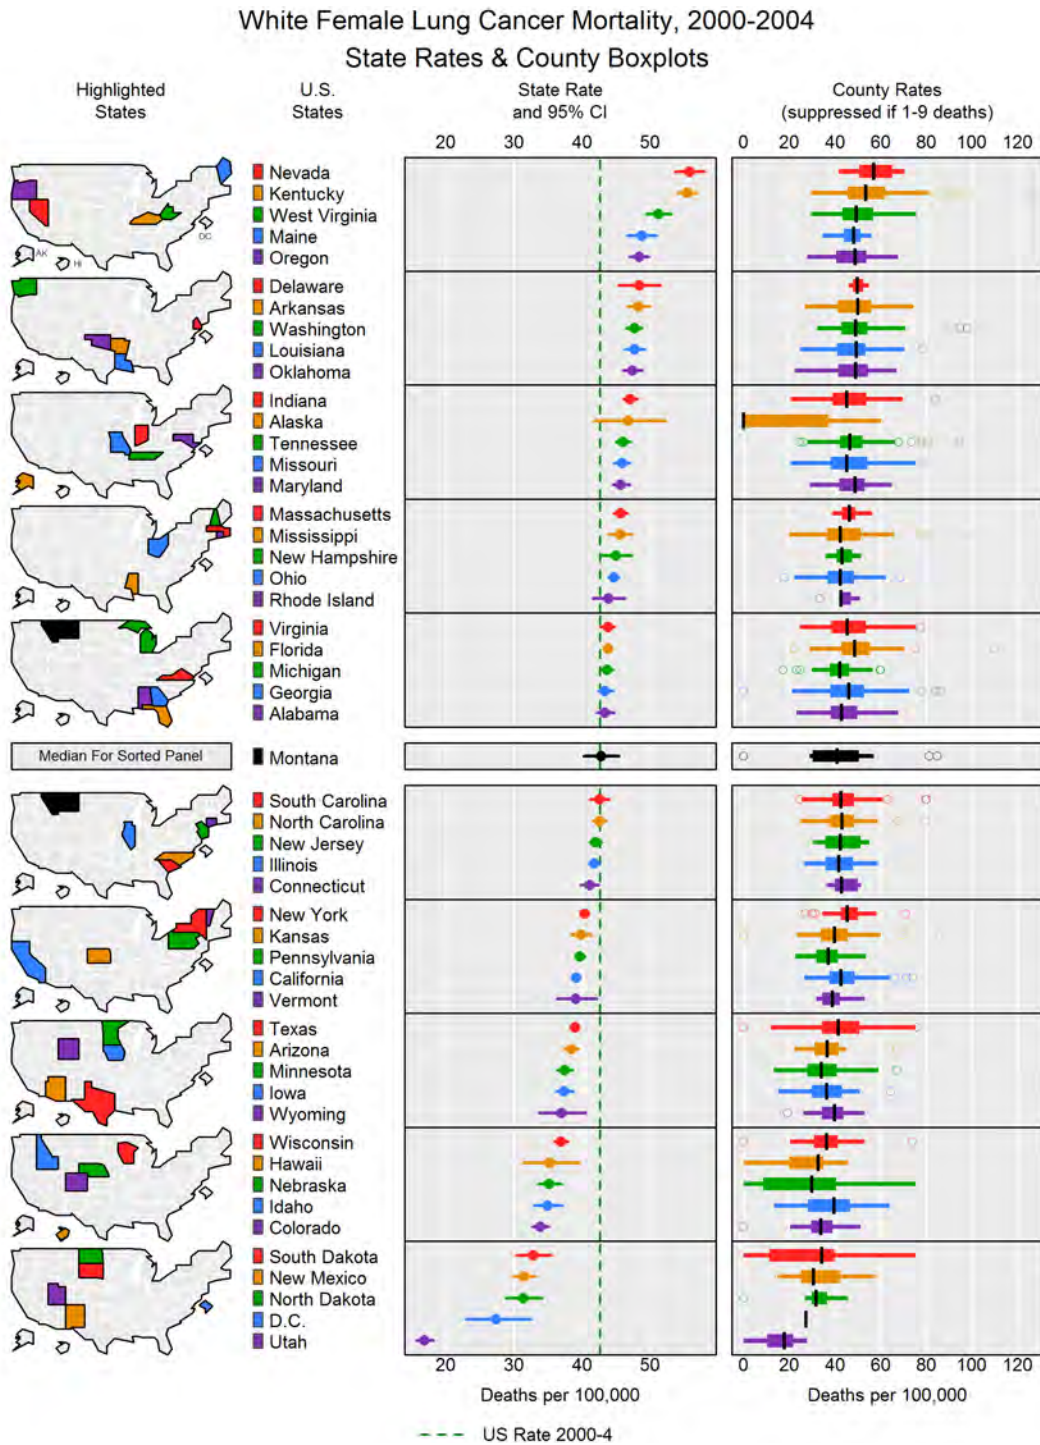 White Female Lung Cancer Mortality, 2000-2004
State Rates & County Boxplots
Highlighted
States
U.S.
States
State Rate
and 95% CI
County Rates
(suppressed if 1-9 deaths)
20 30 40 50
0 20 40 60 80 100 120
Nevada
Kentucky
West Virginia
Maine
Oregon
DC
AK
HI
Delaware
Arkansas
Washington
Louisiana
Oklahoma
Indiana
Alaska
Tennessee
Missouri
Maryland
Massachusetts
Mississippi
New Hampshire
Ohio
Rhode Island
Virginia
Florida
Michigan
Georgia
Alabama
Median For Sorted Panel
Montana
South Carolina
North Carolina
New Jersey
Illinois
Connecticut
New York
Kansas
Pennsylvania
California
Vermont
Texas
Arizona
Minnesota
Iowa
Wyoming
Wisconsin
Hawaii
Nebraska
Idaho
Colorado
South Dakota
New Mexico
North Dakota
D.C.
Utah
20 30 40 50
0 20 40 60 80 100 120
Deaths per 100,000
Deaths per 100,000
US Rate 2000-4